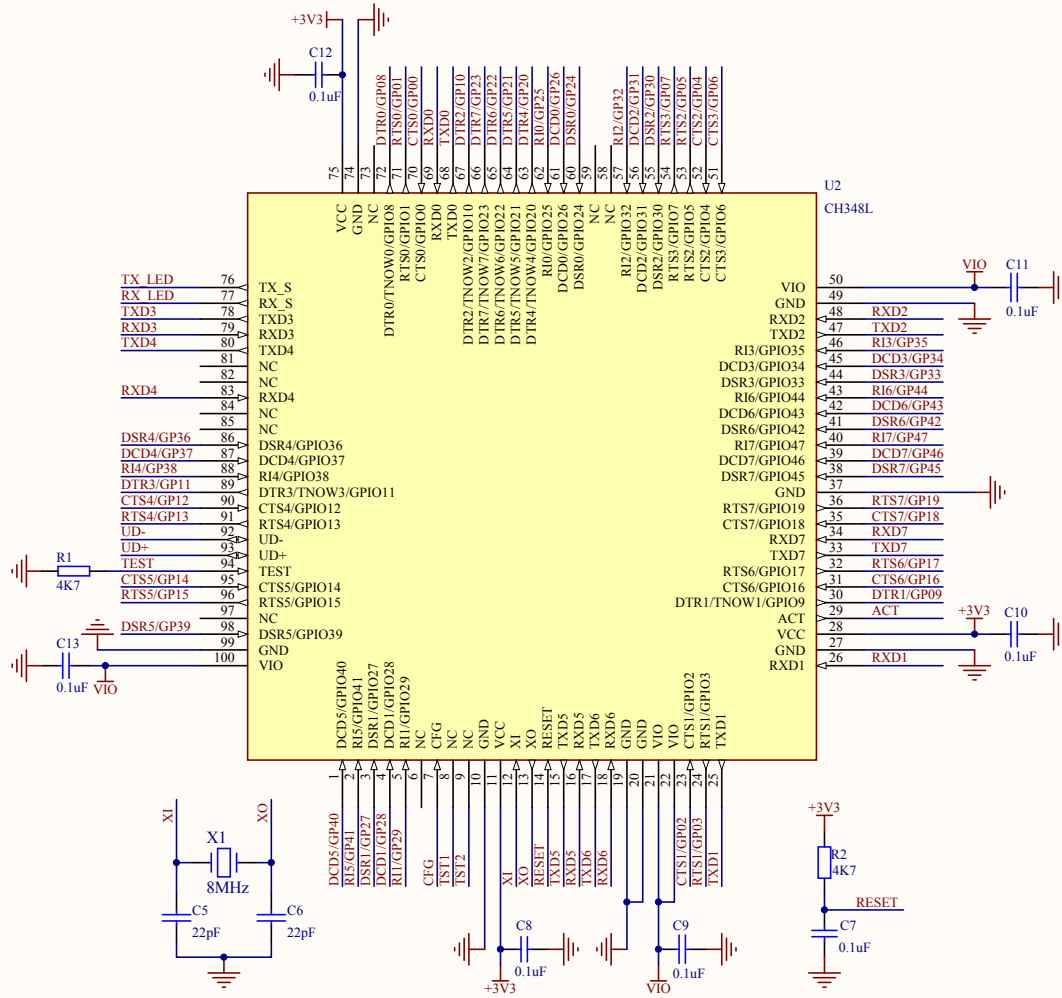 +3V3
C12
0.1uF
DTR0/GP08
RTS0/GP01
CTS0/GP00
RXD0
TXD0
DTR2/GP10
DTR7/GP23
DTR6/GP22
DTR5/GP21
DTR4/GP20
RI0/GP25
DCD0/GP26
DSR0/GP24
RI2/GP32
DCD2/GP31
DSR2/GP30
RTS3/GP07
RTS2/GP05
CTS2/GP04
CTS3/GP06
75
74
73
72
71
70
69
68
67
66
65
64
63
62
61
60
59
58
57
56
55
54
53
52
51
U2
CH348L
VCC
GND
NC
DTR0/TNOW0/GPIO8
RTS0/GPIO1
CTS0/GPIO0
RXD0
TXD0
DTR2/TNOW2/GPIO10
DTR7/TNOW7/GPIO23
DTR6/TNOW6/GPIO22
DTR5/TNOW5/GPIO21
DTR4/TNOW4/GPIO20
RI0/GPIO25
DCD0/GPIO26
DSR0/GPIO24
NC
NC
RI2/GPIO32
DCD2/GPIO31
DSR2/GPIO30
RTS3/GPIO7
RTS2/GPIO5
CTS2/GPIO4
CTS3/GPIO6
TX_LED 76 TX_S
RX_LED 77 RX_S
TXD3 78 TXD3
RXD3 79 RXD3
TXD4 80 TXD4
81 NC
82 NC
RXD4 83 RXD4
84 NC
85 NC
DSR4/GP36 86 DSR4/GPIO36
DCD4/GP37 87 DCD4/GPIO37
RI4/GP38 88 RI4/GPIO38
DTR3/GP11 89 DTR3/TNOW3/GPIO11
CTS4/GP12 90 CTS4/GPIO12
RTS4/GP13 91 RTS4/GPIO13
UD- 92 UD-
UD+ 93 UD+
R1
4K7
TEST 94 TEST
CTS5/GP14 95 CTS5/GPIO14
RTS5/GP15 96 RTS5/GPIO15
97 NC
DSR5/GP39 98 DSR5/GPIO39
99 GND
100 VIO
C13
0.1uF
VIO
VIO
C11
0.1uF
VIO 50
GND 49
RXD2 48 RXD2
TXD2 47 TXD2
RI3/GPIO35 46 RI3/GP35
DCD3/GPIO34 45 DCD3/GP34
DSR3/GPIO33 44 DSR3/GP33
RI6/GPIO44 43 RI6/GP44
DCD6/GPIO43 42 DCD6/GP43
DSR6/GPIO42 41 DSR6/GP42
RI7/GPIO47 40 RI7/GP47
DCD7/GPIO46 39 DCD7/GP46
DSR7/GPIO45 38 DSR7/GP45
GND 37
RTS7/GPIO19 36 RTS7/GP19
CTS7/GPIO18 35 CTS7/GP18
RXD7 34 RXD7
TXD7 33 TXD7
RTS6/GPIO17 32 RTS6/GP17
CTS6/GPIO16 31 CTS6/GP16
DTR1/TNOW1/GPIO9 30 DTR1/GP09
ACT 29 ACT
VCC 28
GND 27
RXD1 26 RXD1
+3V3
C10
0.1uF
DCD5/GPIO40
RI5/GPIO41
DSR1/GPIO27
DCD1/GPIO28
RI1/GPIO29
NC
CFG
NC
NC
GND
VCC
XI
XO
RESET
TXD5
RXD5
TXD6
RXD6
GND
GND
VIO
VIO
CTS1/GPIO2
RTS1/GPIO3
TXD1
1
2
3
4
5
6
7
8
9
10
11
12
13
14
15
16
17
18
19
20
21
22
23
24
25
DCD5/GP40
RI5/GP41
DSR1/GP27
DCD1/GP28
RI1/GP29
CFG
TST1
TST2
XI
XO
RESET
TXD5
RXD5
TXD6
RXD6
CTS1/GP02
RTS1/GP03
TXD1
XI
XO
X1
8MHz
C5
22pF
C6
22pF
C8
0.1uF
+3V3
C9
0.1uF
VIO
+3V3
R2
4K7
RESET
C7
0.1uF